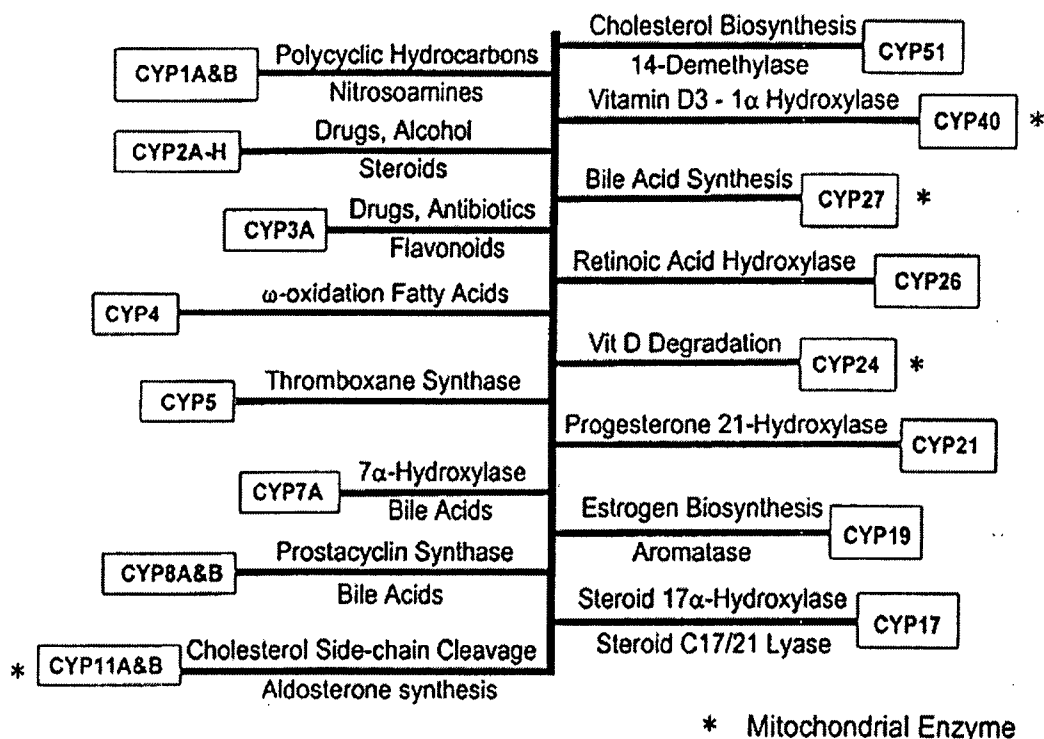 CYP1A&B
Polycyclic Hydrocarbons
Nitrosoamines
CYP2A-H
Drugs, Alcohol
Steroids
CYP3A
Drugs, Antibiotics
Flavonoids
CYP4
ω-oxidation Fatty Acids
CYP5
Thromboxane Synthase
CYP7A
7α-Hydroxylase
Bile Acids
CYP8A&B
Prostacyclin Synthase
Bile Acids
* CYP11A&B
Cholesterol Side-chain Cleavage
Aldosterone synthesis
Cholesterol Biosynthesis
14-Demethylase
CYP51
Vitamin D3 - 1α Hydroxylase
CYP40 *
Bile Acid Synthesis
CYP27 *
Retinoic Acid Hydroxylase
CYP26
Vit D Degradation
CYP24 *
Progesterone 21-Hydroxylase
CYP21
Estrogen Biosynthesis
Aromatase
CYP19
Steroid 17α-Hydroxylase
Steroid C17/21 Lyase
CYP17
* Mitochondrial Enzyme